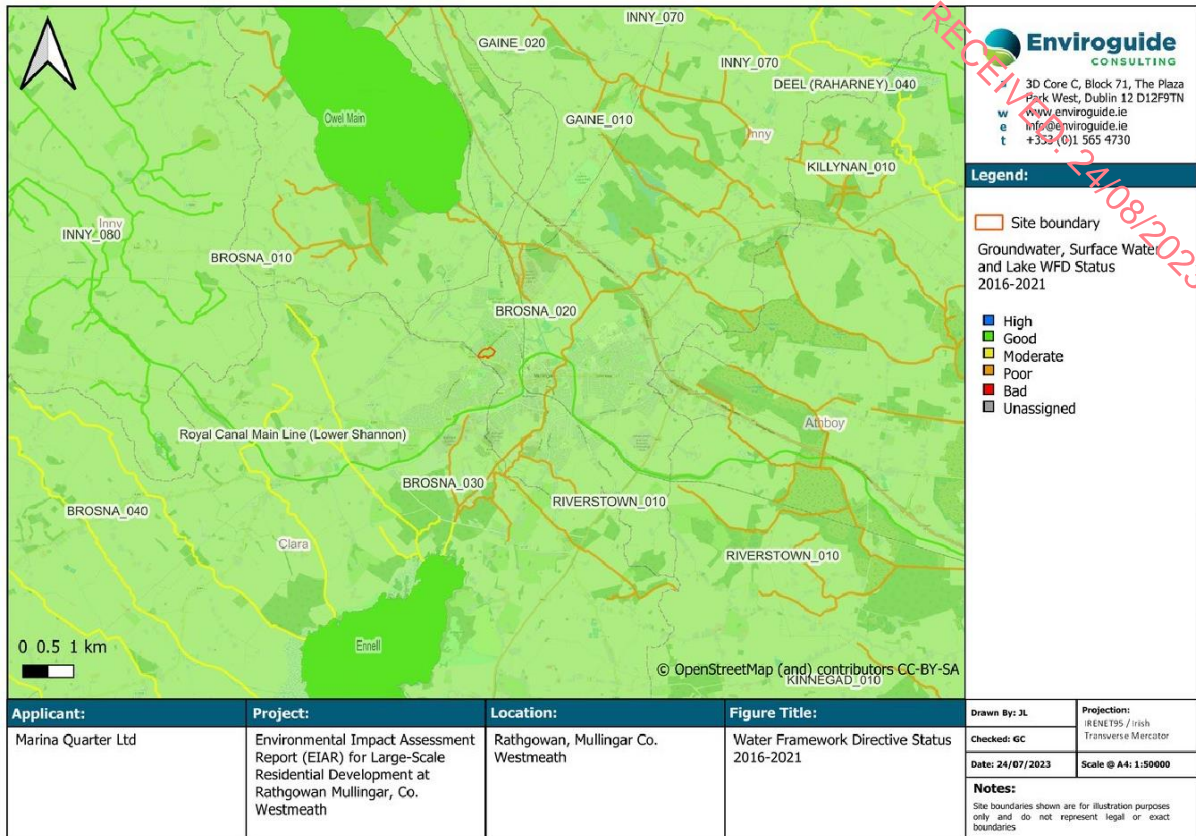 INNY_070
GAINE_020
INNY_070
DEEL (RAHARNEY)_040
Owel Main
GAINE_010
Inny
KILLYNAN_010
Inny
INNY_080
BROSNA_010
BROSNA_020
Athboy
Royal Canal Main Line (Lower Shannon)
BROSNA_030
RIVERSTOWN_010
BROSNA_040
Clara
RIVERSTOWN_010
Ennell
0 0.5 1 km
© OpenStreetMap (and) contributors CC-BY-SA
KINNEGAD_010
Enviroguide
CONSULTING
3D Core C, Block 71, The Plaza
Park West, Dublin 12 D12F9TN
w www.enviroguide.ie
e info@enviroguide.ie
t +353 (0)1 565 4730
RECEIVED: 24/08/2023
Legend:
Site boundary
Groundwater, Surface Water
and Lake WFD Status
2016-2021
High
Good
Moderate
Poor
Bad
Unassigned
Applicant:
Marina Quarter Ltd
Project:
Environmental Impact Assessment
Report (EIAR) for Large-Scale
Residential Development at
Rathgowan Mullingar, Co.
Westmeath
Location:
Rathgowan, Mullingar Co.
Westmeath
Figure Title:
Water Framework Directive Status
2016-2021
Drawn By: JL
Checked: GC
Date: 24/07/2023
Projection:
IRENET95 / Irish
Transverse Mercator
Scale @ A4: 1:50000
Notes:
Site boundaries shown are for illustration purposes
only and do not represent legal or exact
boundaries